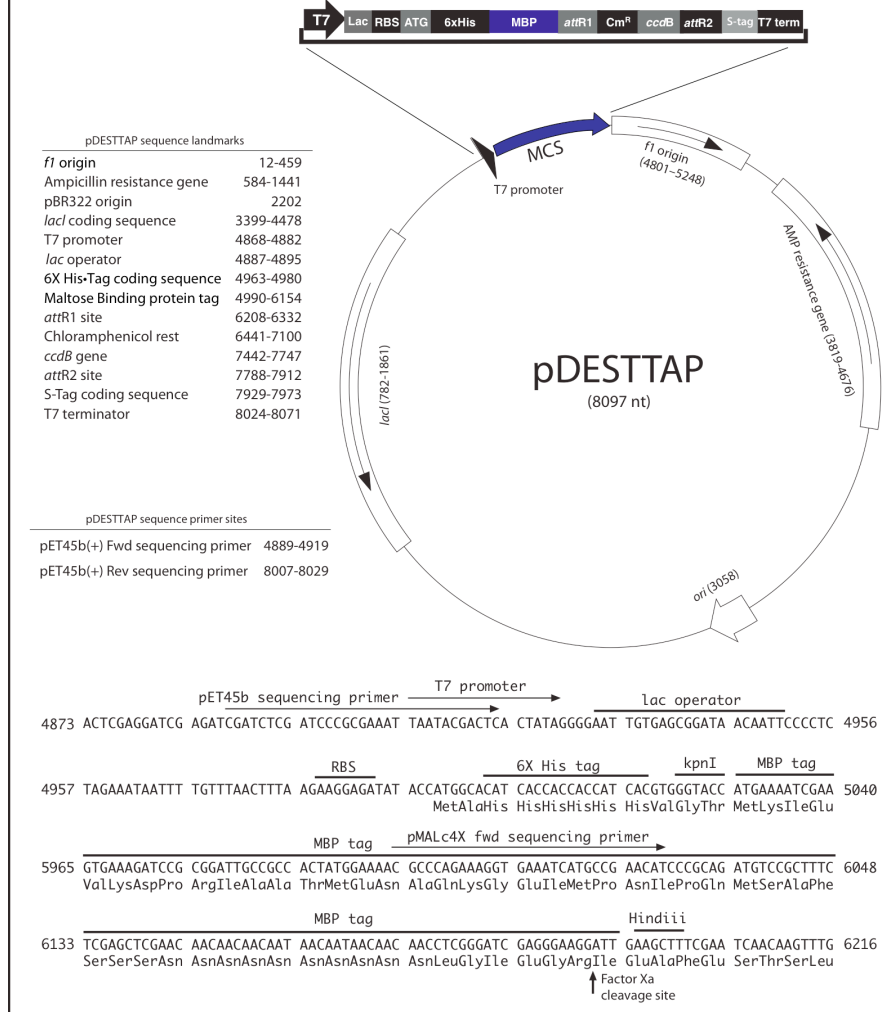 T7 Lac RBS ATG 6xHis MBP attR1 CmR ccdB attR2 S-tag T7 term
MCS
T7 promoter
f1 origin
(4801–5248)
AMP resistance gene (3819-4676)
lacI (782-1861)
pDESTTAP
(8097 nt)
ori (3058)
pDESTTAP sequence landmarks
f1 origin 12-459
Ampicillin resistance gene 584-1441
pBR322 origin 2202
lacI coding sequence 3399-4478
T7 promoter 4868-4882
lac operator 4887-4895
6X His•Tag coding sequence 4963-4980
Maltose Binding protein tag 4990-6154
attR1 site 6208-6332
Chloramphenicol rest 6441-7100
ccdB gene 7442-7747
attR2 site 7788-7912
S-Tag coding sequence 7929-7973
T7 terminator 8024-8071
pDESTTAP sequence primer sites
pET45b(+) Fwd sequencing primer 4889-4919
pET45b(+) Rev sequencing primer 8007-8029
pET45b sequencing primer T7 promoter lac operator
4873 ACTCGAGGATCG AGATCGATCTCG ATCCCGCGAAAT TAATACGACTCA CTATAGGGGAAT TGTGAGCGGATA ACAATTCCCCTC 4956
RBS 6X His tag kpnI MBP tag
4957 TAGAAATAATTT TGTTTAACTTTA AGAAGGAGATAT ACCATGGCACAT CACCACCACCAT CACGTGGGTACC ATGAAAATCGAA 5040
MetAlaHis HisHisHisHis HisValGlyThr MetLysIleGlu
MBP tag pMALc4X fwd sequencing primer
5965 GTGAAAGATCCG CGGATTGCCGCC ACTATGGAAAAC GCCCAGAAAGGT GAAATCATGCCG AACATCCCGCAG ATGTCCGCTTTC 6048
ValLysAspPro ArgIleAlaAla ThrMetGluAsn AlaGlnLysGly GluIleMetPro AsnIleProGln MetSerAlaPhe
MBP tag Hindiii
6133 TCGAGCTCGAAC AACAACAACAAT AACAATAACAAC AACCTCGGGATC GAGGGAAGGATT GAAGCTTTCGAA TCAACAAGTTTG 6216
SerSerSerAsn AsnAsnAsnAsn AsnAsnAsnAsn AsnLeuGlyIle GluGlyArgIle GluAlaPheGlu SerThrSerLeu
Factor Xa
cleavage site